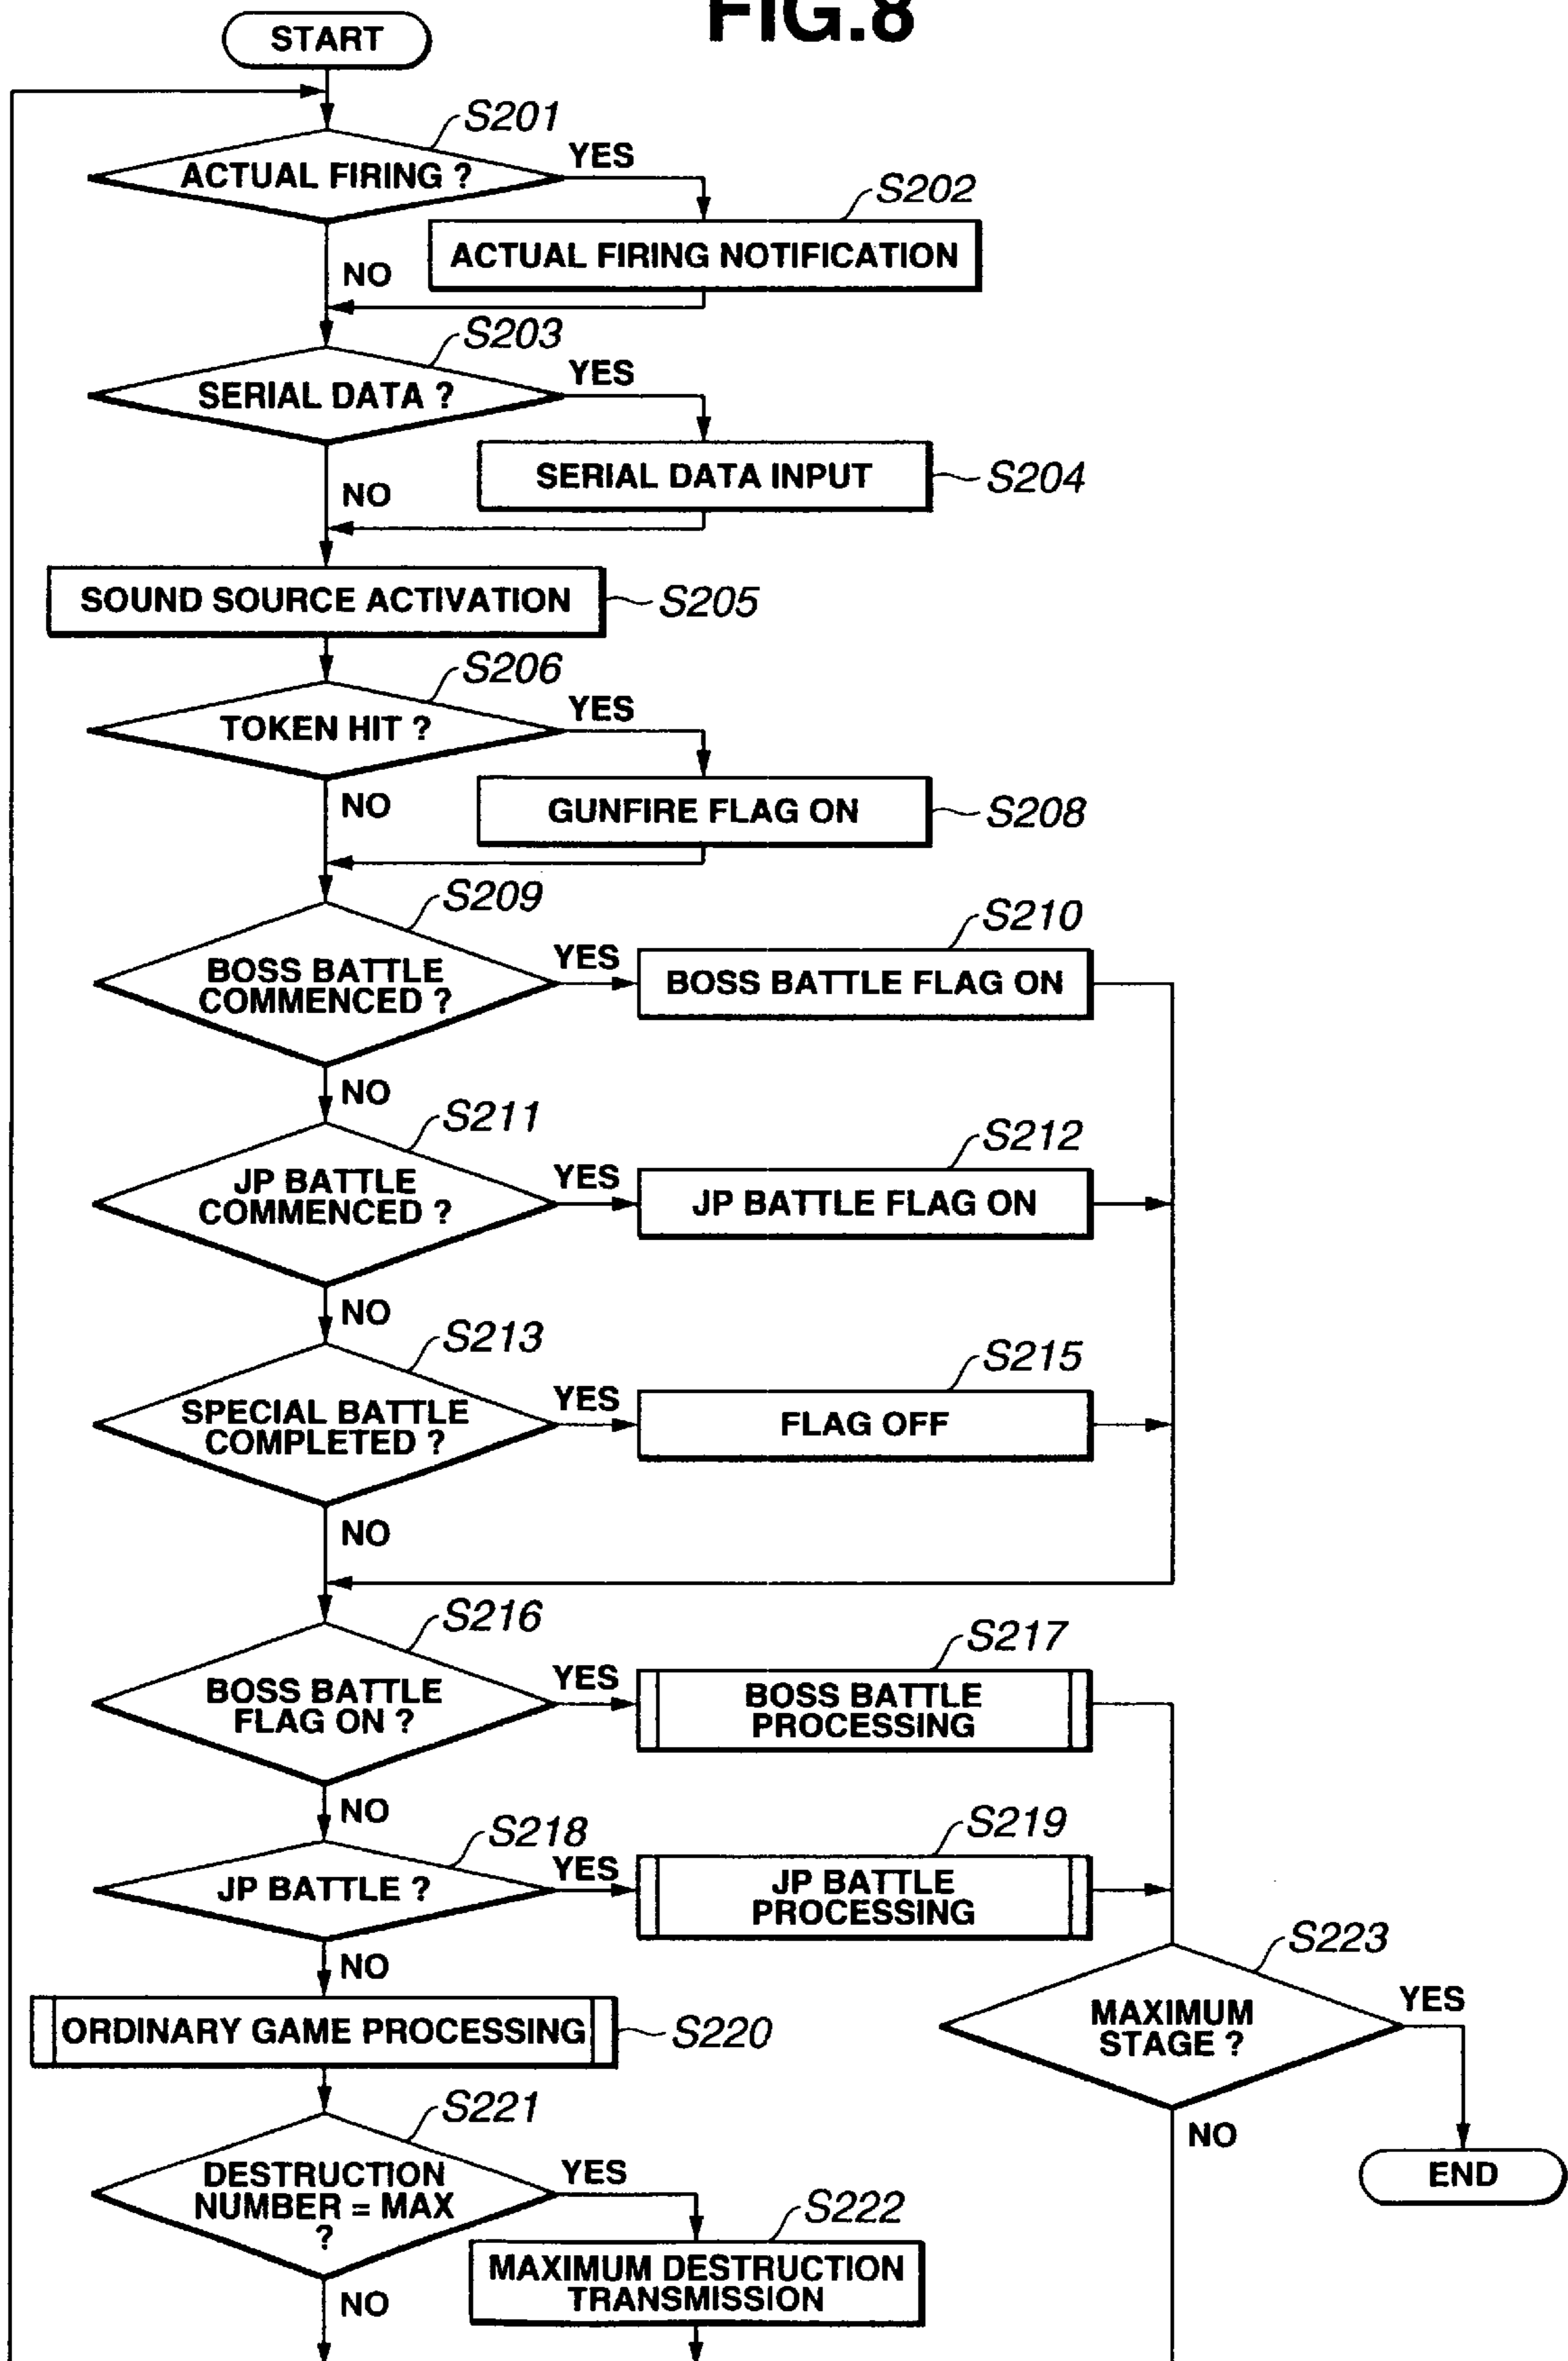 FIG.8
START
S201
ACTUAL FIRING ?
YES
S202
ACTUAL FIRING NOTIFICATION
NO
S203
SERIAL DATA ?
YES
SERIAL DATA INPUT
S204
NO
SOUND SOURCE ACTIVATION
S205
S206
TOKEN HIT ?
YES
GUNFIRE FLAG ON
S208
NO
S209
BOSS BATTLE
COMMENCED ?
YES
S210
BOSS BATTLE FLAG ON
NO
S211
JP BATTLE
COMMENCED ?
YES
S212
JP BATTLE FLAG ON
NO
S213
SPECIAL BATTLE
COMPLETED ?
YES
S215
FLAG OFF
NO
S216
BOSS BATTLE
FLAG ON ?
YES
S217
BOSS BATTLE
PROCESSING
NO
S218
JP BATTLE ?
YES
S219
JP BATTLE
PROCESSING
NO
S223
MAXIMUM
STAGE ?
YES
NO
END
ORDINARY GAME PROCESSING
S220
S221
DESTRUCTION
NUMBER = MAX
?
YES
S222
MAXIMUM DESTRUCTION
TRANSMISSION
NO